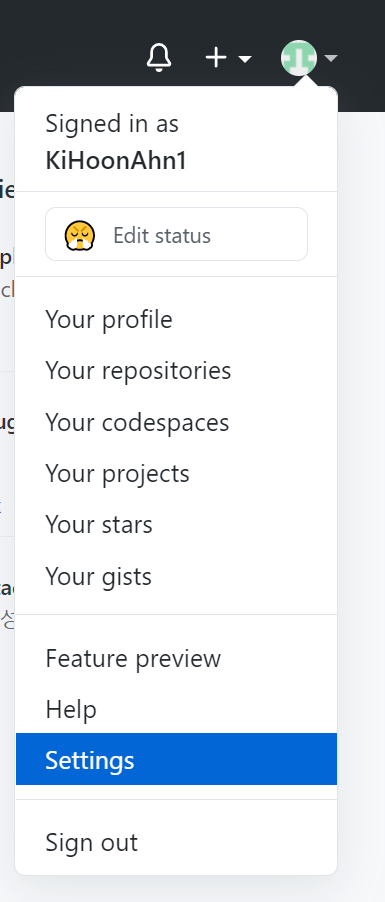 Signed in as
KiHoonAhn1
Edit status
Your profile
Your repositories
Your codespaces
Your projects
Your stars
Your gists
Feature preview
Help
Settings
Sign out